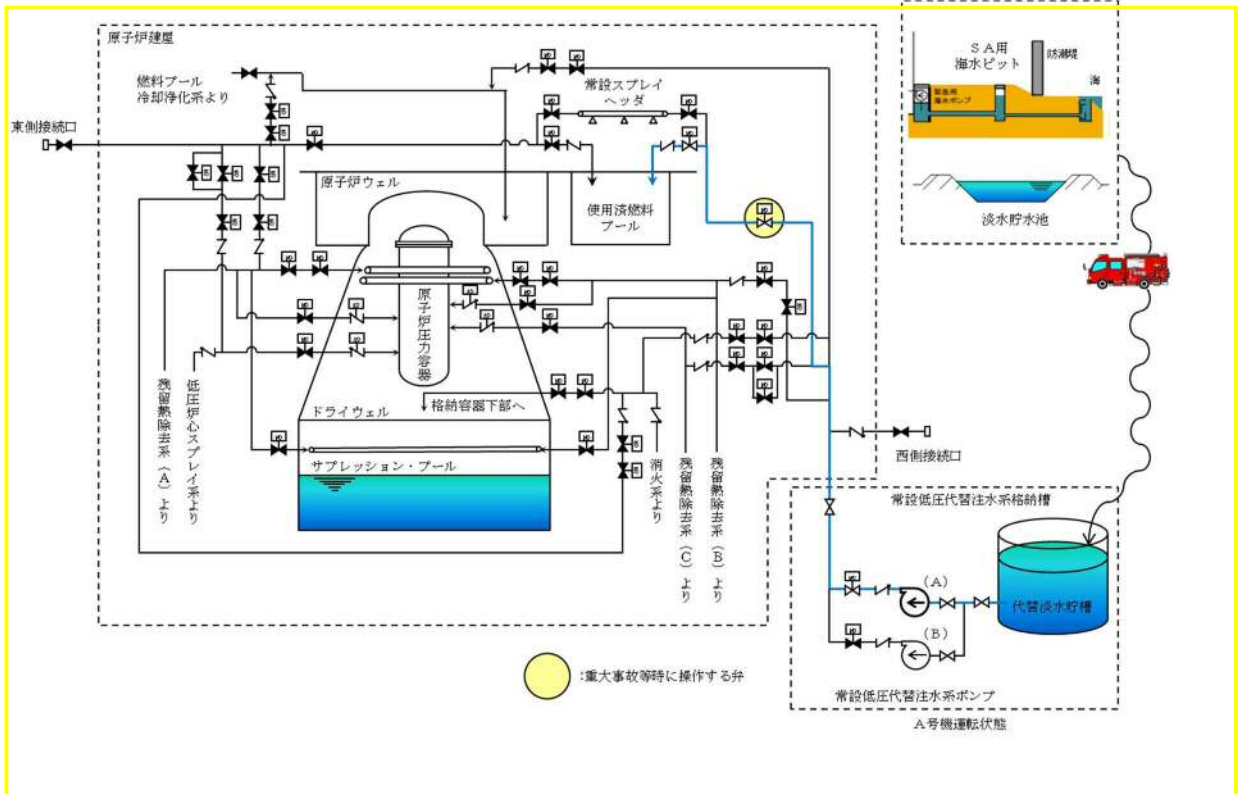 原子炉建屋
燃料プール
冷却浄化系より
東側接続口
常設スプレイ
ヘッダ
ＳＡ用
海水ピット
防潮堤
海
緊急用
海水ポンプ
淡水貯水池
原子炉ウェル
使用済燃料
プール
原子炉圧力容器
ドライウェル
格納容器下部へ
サプレッション・プール
残留熱除去系（Ａ）より
低圧炉心スプレイ系より
消火系より
残留熱除去系（Ｃ）より
残留熱除去系（Ｂ）より
西側接続口
常設低圧代替注水系格納槽
（Ａ）
代替淡水貯槽
（Ｂ）
常設低圧代替注水系ポンプ
Ａ号機運転状態
:重大事故等時に操作する弁